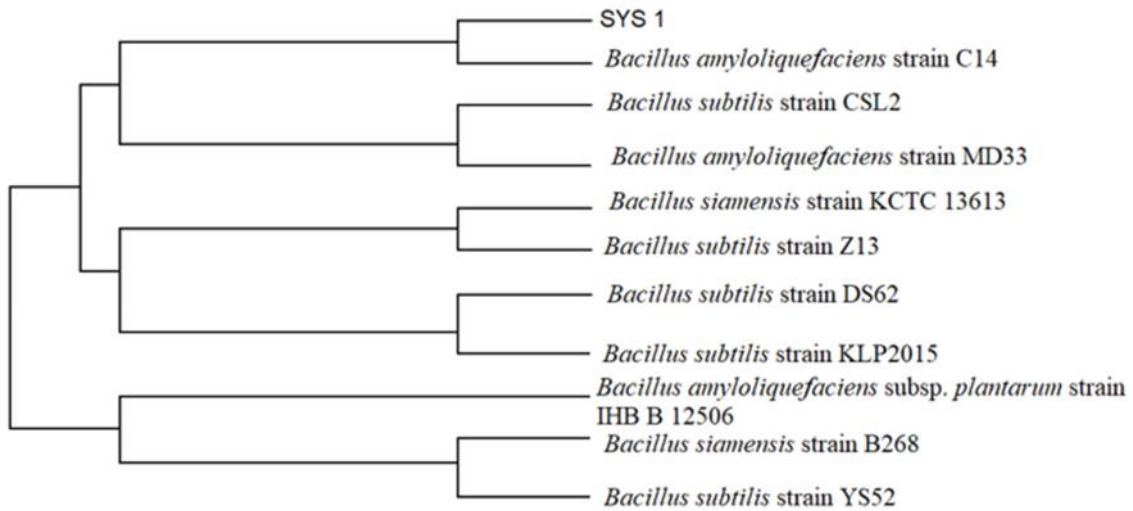 SYS 1
Bacillus amyloliquefaciens strain C14
Bacillus subtilis strain CSL2
Bacillus amyloliquefaciens strain MD33
Bacillus siamensis strain KCTC 13613
Bacillus subtilis strain Z13
Bacillus subtilis strain DS62
Bacillus subtilis strain KLP2015
Bacillus amyloliquefaciens subsp. plantarum strain
IHB B 12506
Bacillus siamensis strain B268
Bacillus subtilis strain YS52